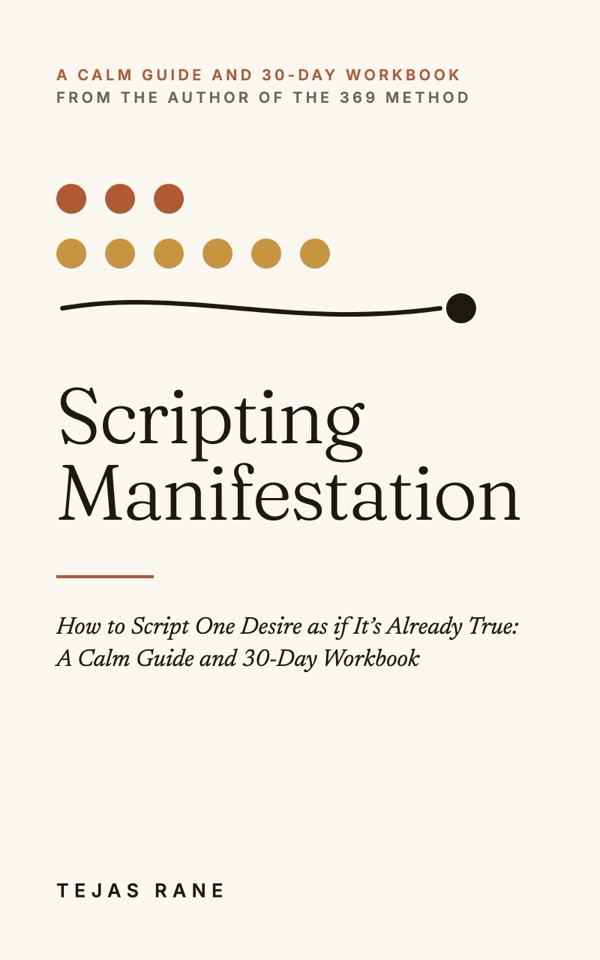 A CALM GUIDE AND 30-DAY WORKBOOK
FROM THE AUTHOR OF THE 369 METHOD
Scripting
Manifestation
How to Script One Desire as if It’s Already True:
A Calm Guide and 30-Day Workbook
TEJAS RANE